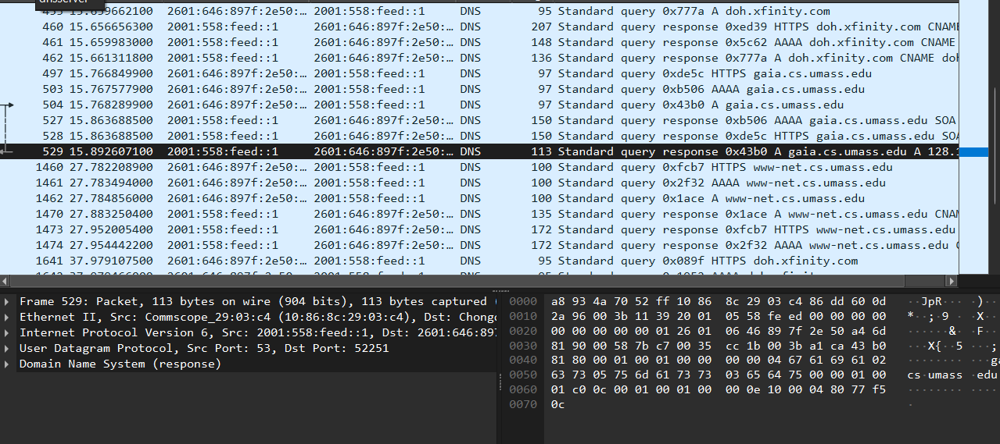 dnsserver
455 15.659662100 2601:646:897f:2e50:… 2001:558:feed::1 DNS 95 Standard query 0x777a A doh.xfinity.com
460 15.656656300 2001:558:feed::1 2601:646:897f:2e50:… DNS 207 Standard query response 0xed39 HTTPS doh.xfinity.com CNAME
461 15.659983000 2001:558:feed::1 2601:646:897f:2e50:… DNS 148 Standard query response 0x5c62 AAAA doh.xfinity.com CNAME
462 15.661311800 2001:558:feed::1 2601:646:897f:2e50:… DNS 136 Standard query response 0x777a A doh.xfinity.com CNAME doh
497 15.766849900 2601:646:897f:2e50:… 2001:558:feed::1 DNS 97 Standard query 0xde5c HTTPS gaia.cs.umass.edu
503 15.767577900 2601:646:897f:2e50:… 2001:558:feed::1 DNS 97 Standard query 0xb506 AAAA gaia.cs.umass.edu
504 15.768289900 2601:646:897f:2e50:… 2001:558:feed::1 DNS 97 Standard query 0x43b0 A gaia.cs.umass.edu
527 15.863688500 2001:558:feed::1 2601:646:897f:2e50:… DNS 150 Standard query response 0xb506 AAAA gaia.cs.umass.edu SOA
528 15.863688500 2001:558:feed::1 2601:646:897f:2e50:… DNS 150 Standard query response 0xde5c HTTPS gaia.cs.umass.edu SOA
529 15.892607100 2001:558:feed::1 2601:646:897f:2e50:… DNS 113 Standard query response 0x43b0 A gaia.cs.umass.edu A 128.1
1460 27.782208900 2601:646:897f:2e50:… 2001:558:feed::1 DNS 100 Standard query 0xfcb7 HTTPS www-net.cs.umass.edu
1461 27.783494000 2601:646:897f:2e50:… 2001:558:feed::1 DNS 100 Standard query 0x2f32 AAAA www-net.cs.umass.edu
1462 27.784856000 2601:646:897f:2e50:… 2001:558:feed::1 DNS 100 Standard query 0x1ace A www-net.cs.umass.edu
1470 27.883250400 2001:558:feed::1 2601:646:897f:2e50:… DNS 135 Standard query response 0x1ace A www-net.cs.umass.edu CNAM
1473 27.952005400 2001:558:feed::1 2601:646:897f:2e50:… DNS 172 Standard query response 0xfcb7 HTTPS www-net.cs.umass.edu
1474 27.954442200 2001:558:feed::1 2601:646:897f:2e50:… DNS 172 Standard query response 0x2f32 AAAA www-net.cs.umass.edu
1641 37.979107500 2601:646:897f:2e50:… 2001:558:feed::1 DNS 95 Standard query 0x089f HTTPS doh.xfinity.com
Frame 529: Packet, 113 bytes on wire (904 bits), 113 bytes captured (
Ethernet II, Src: Commscope_29:03:c4 (10:86:8c:29:03:c4), Dst: Chongq
Internet Protocol Version 6, Src: 2001:558:feed::1, Dst: 2601:646:897
User Datagram Protocol, Src Port: 53, Dst Port: 52251
Domain Name System (response)
0000 a8 93 4a 70 52 ff 10 86 8c 29 03 c4 86 dd 60 0d ··JpR··· ·)
0010 2a 96 00 3b 11 39 20 01 05 58 fe ed 00 00 00 00 *··;·9 · ·X
0020 00 00 00 00 00 01 26 01 06 46 89 7f 2e 50 a4 6d ······&· ·F
0030 81 90 00 58 7b c7 00 35 cc 1b 00 3b a1 ca 43 b0 ···X{··5 ···;
0040 81 80 00 01 00 01 00 00 00 00 04 67 61 69 61 02 ········ ···ga
0050 63 73 05 75 6d 61 73 73 03 65 64 75 00 00 01 00 cs·umass ·edu
0060 01 c0 0c 00 01 00 01 00 00 0e 10 00 04 80 77 f5 ········ ·····
0070 0c ·